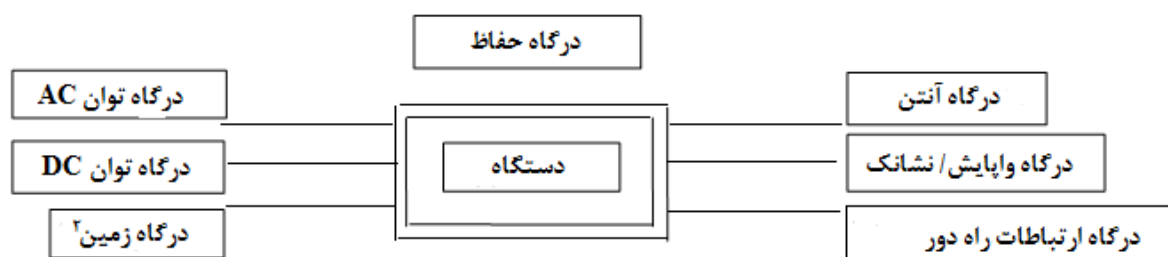 درگاه حفاظ
درگاه آنتن
درگاه توان AC
درگاه واپایش/ نشانک
دستگاه
درگاه توان DC
درگاه ارتباطات راه دور
درگاه زمین۲